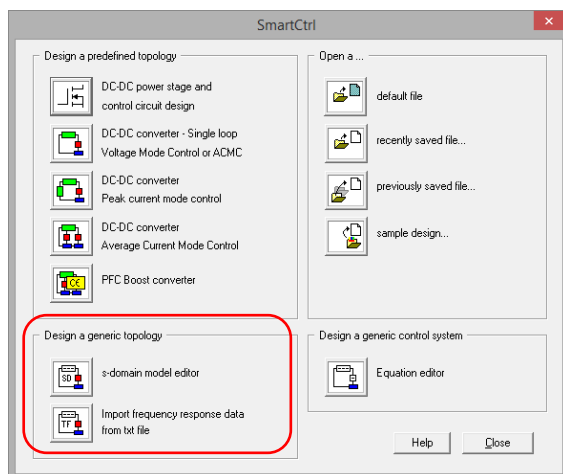 SmartCtrl
Design a predefined topology
DC-DC power stage and
control circuit design
DC-DC converter - Single loop
Voltage Mode Control or ACMC
DC-DC converter
Peak current mode control
DC-DC converter
Average Current Mode Control
CE
PFC Boost converter
Open a ...
default file
recently saved file...
previously saved file...
sample design...
Design a generic topology
SD
s-domain model editor
TF
Import frequency response data
from txt file
Design a generic control system
Equation editor
Help
Close